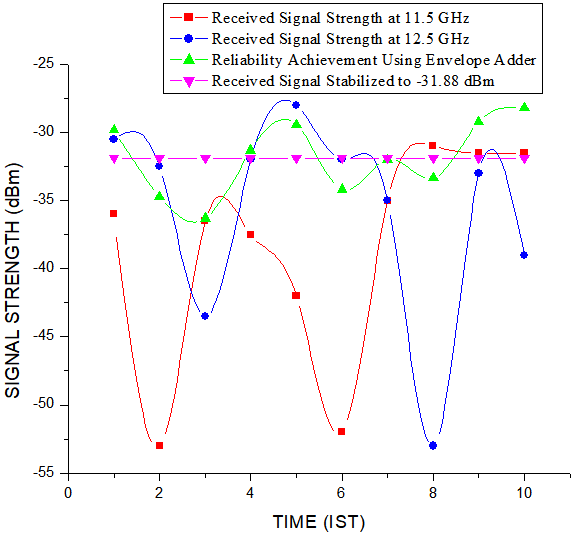 Received Signal Strength at 11.5 GHz
Received Signal Strength at 12.5 GHz
Reliability Achievement Using Envelope Adder
Received Signal Stabilized to -31.88 dBm
-25
-30
-35
-40
-45
-50
-55
SIGNAL STRENGTH (dBm)
0 2 4 6 8 10
TIME (IST)